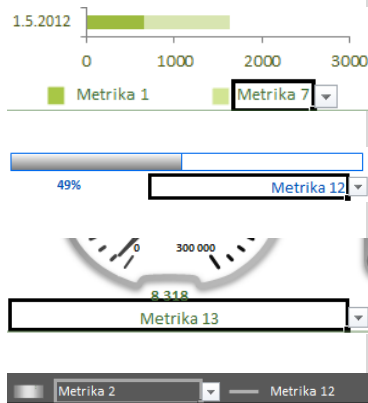 1.5.2012
0 1000 2000 3000
Metrika 1 Metrika 7
49% Metrika 12
0 300 000
8 318
Metrika 13
Metrika 2 Metrika 12